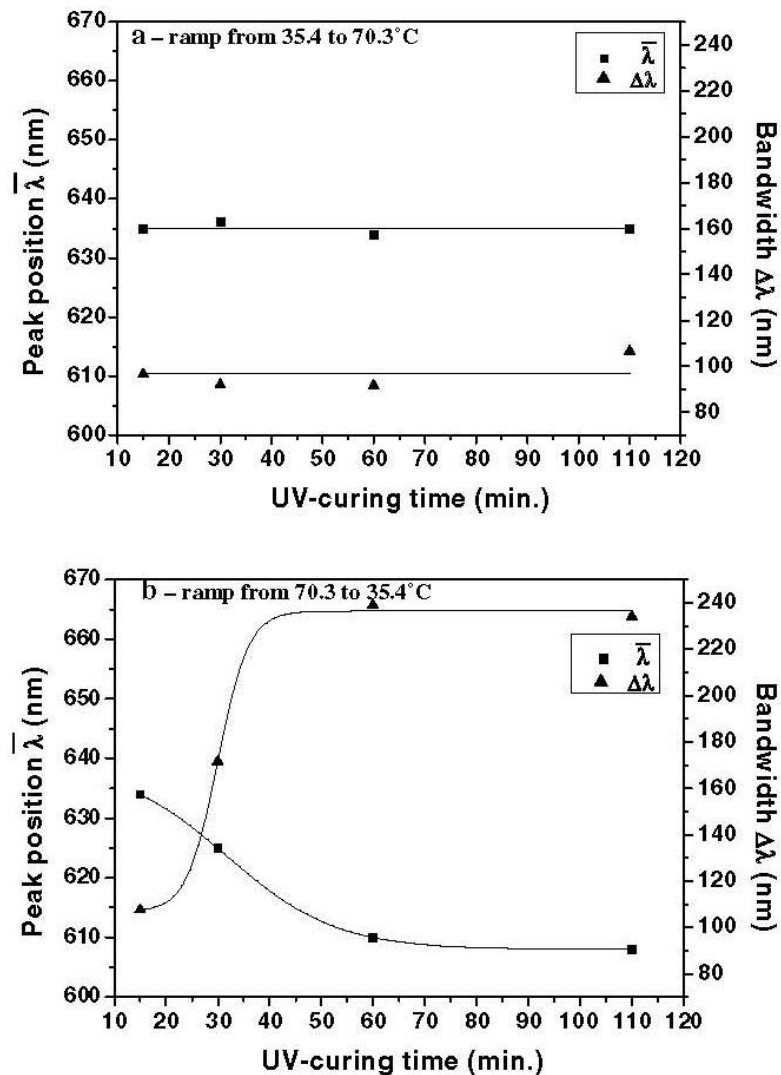 a – ramp from 35.4 to 70.3˚C
λ̅
Δλ
670
660
650
640
630
620
610
600
240
220
200
180
160
140
120
100
80
Peak position λ̅ (nm)
Bandwidth Δλ (nm)
10 20 30 40 50 60 70 80 90 100 110 120
UV-curing time (min.)
b – ramp from 70.3 to 35.4˚C
λ̅
Δλ
670
660
650
640
630
620
610
600
240
220
200
180
160
140
120
100
80
Peak position λ̅ (nm)
Bandwidth Δλ (nm)
10 20 30 40 50 60 70 80 90 100 110 120
UV-curing time (min.)